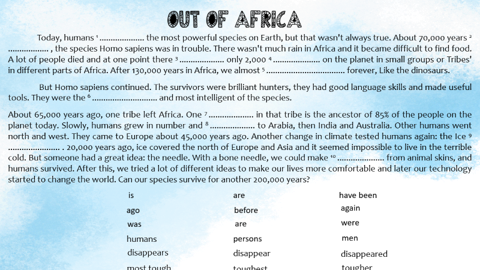 OUT OF AFRICA
Today, humans ¹ .................... the most powerful species on Earth, but that wasn't always true. About 70,000 years ²
.................. , the species Homo sapiens was in trouble. There wasn't much rain in Africa and it became difficult to find food.
A lot of people died and at one point there ³ .................... only 2,000 ⁴ ..................... on the planet in small groups or Tribes'
in different parts of Africa. After 130,000 years in Africa, we almost ⁵ ................................... forever, Like the dinosaurs.
But Homo sapiens continued. The survivors were brilliant hunters, they had good language skills and made useful
tools. They were the ⁶ ............................. and most intelligent of the species.
About 65,000 years ago, one tribe left Africa. One ⁷ .................... in that tribe is the ancestor of 85% of the people on the
planet today. Slowly, humans grew in number and ⁸ .................... to Arabia, then India and Australia. Other humans went
north and west. They came to Europe about 45,000 years ago. Another change in climate tested humans again: the Ice ⁹
....................... . 20,000 years ago, ice covered the north of Europe and Asia and it seemed impossible to live in the terrible
cold. But someone had a great idea: the needle. With a bone needle, we could make ¹⁰ ..................... from animal skins, and
humans survived. After this, we tried a lot of different ideas to make our lives more comfortable and later our technology
started to change the world. Can our species survive for another 200,000 years?
is are have been
ago before again
was are were
humans persons men
disappears disappear disappeared
most tough toughest tougher